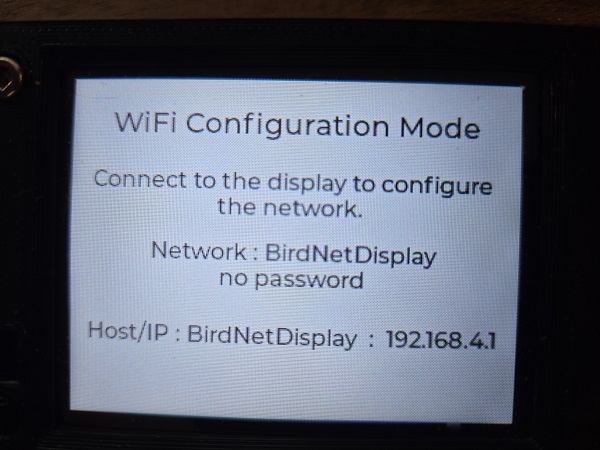 WiFi Configuration Mode
Connect to the display to configure
the network.
Network : BirdNetDisplay
no password
Host/IP : BirdNetDisplay : 192.168.4.1